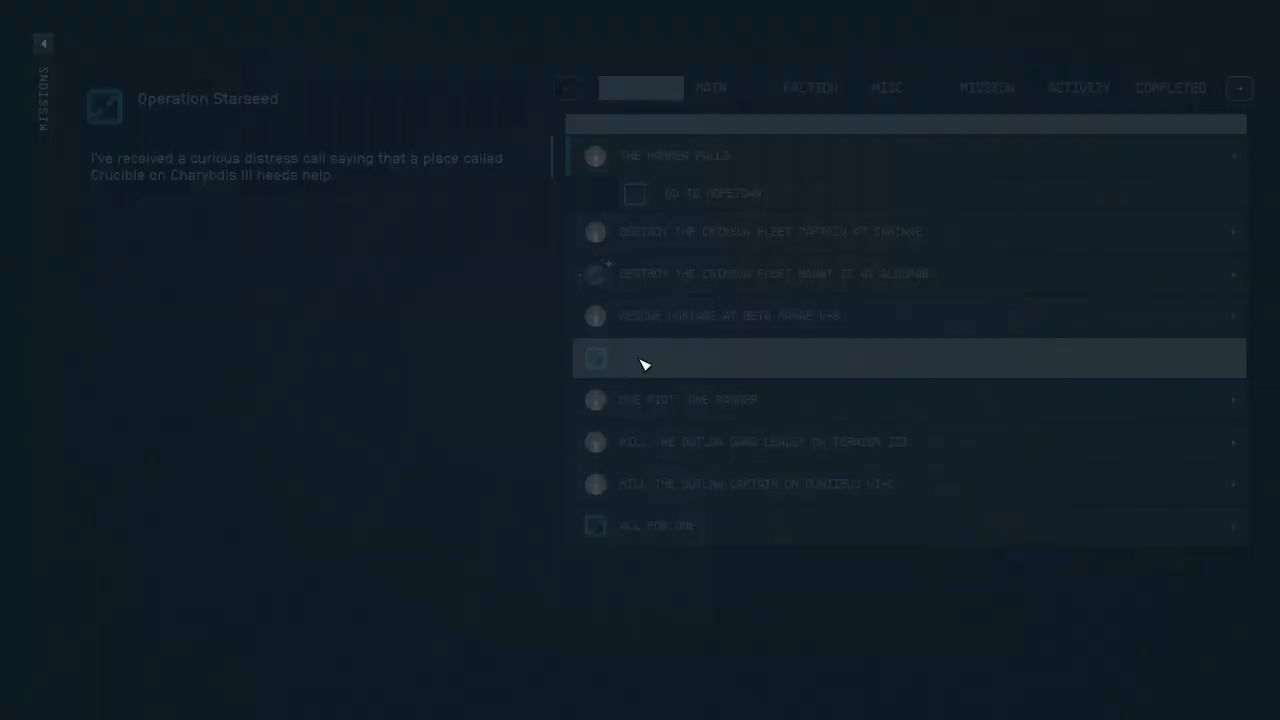 MISSIONS
Operation Starseed
I've received a curious distress call saying that a place called
Crucible on Charybdis III needs help.
MAIN FACTION MISC MISSION ACTIVITY COMPLETED
THE HAMMER FALLS
GO TO HOPETOWN
DESTROY THE CRIMSON FLEET CAPTAIN AT
DESTROY THE CRIMSON FLEET
RESCUE HOSTAGE AT BETA
ONE RIOT, ONE RANGER
KILL THE OUTLAW GANG LEADER ON III
KILL THE OUTLAW CAPTAIN ON
ALL FOR ONE